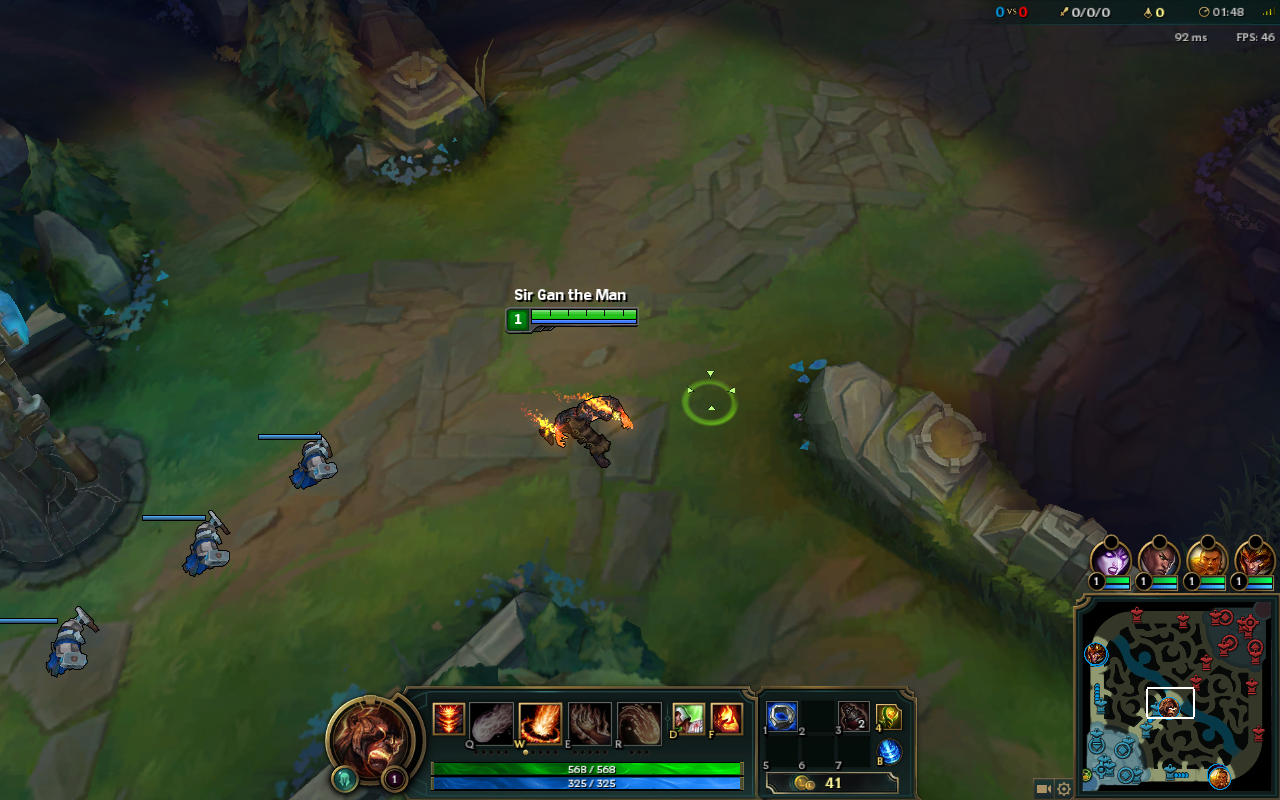 0 vs 0 0/0/0 0 01:48
92 ms FPS: 46
Sir Gan the Man
1
1 1 1 1
Q W E R D F
1 2 3 2 4
5 6 7 B
1
568 / 568
325 / 325
41